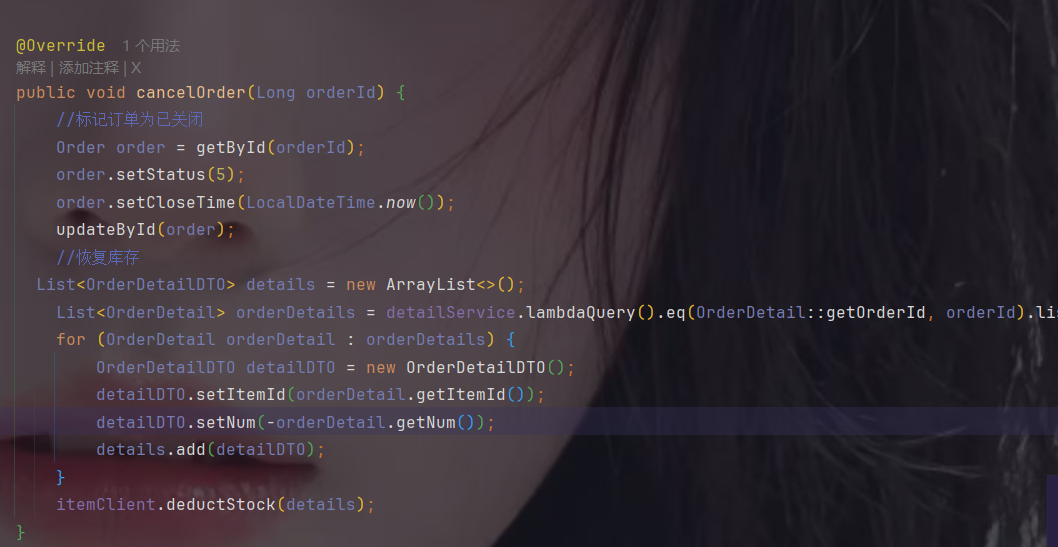 @Override 1 个用法
解释 | 添加注释 | X
public void cancelOrder(Long orderId) {
//标记订单为已关闭
Order order = getById(orderId);
order.setStatus(5);
order.setCloseTime(LocalDateTime.now());
updateById(order);
//恢复库存
List<OrderDetailDTO> details = new ArrayList<>();
List<OrderDetail> orderDetails = detailService.lambdaQuery().eq(OrderDetail::getOrderId, orderId).lis
for (OrderDetail orderDetail : orderDetails) {
OrderDetailDTO detailDTO = new OrderDetailDTO();
detailDTO.setItemId(orderDetail.getItemId());
detailDTO.setNum(-orderDetail.getNum());
details.add(detailDTO);
}
itemClient.deductStock(details);
}